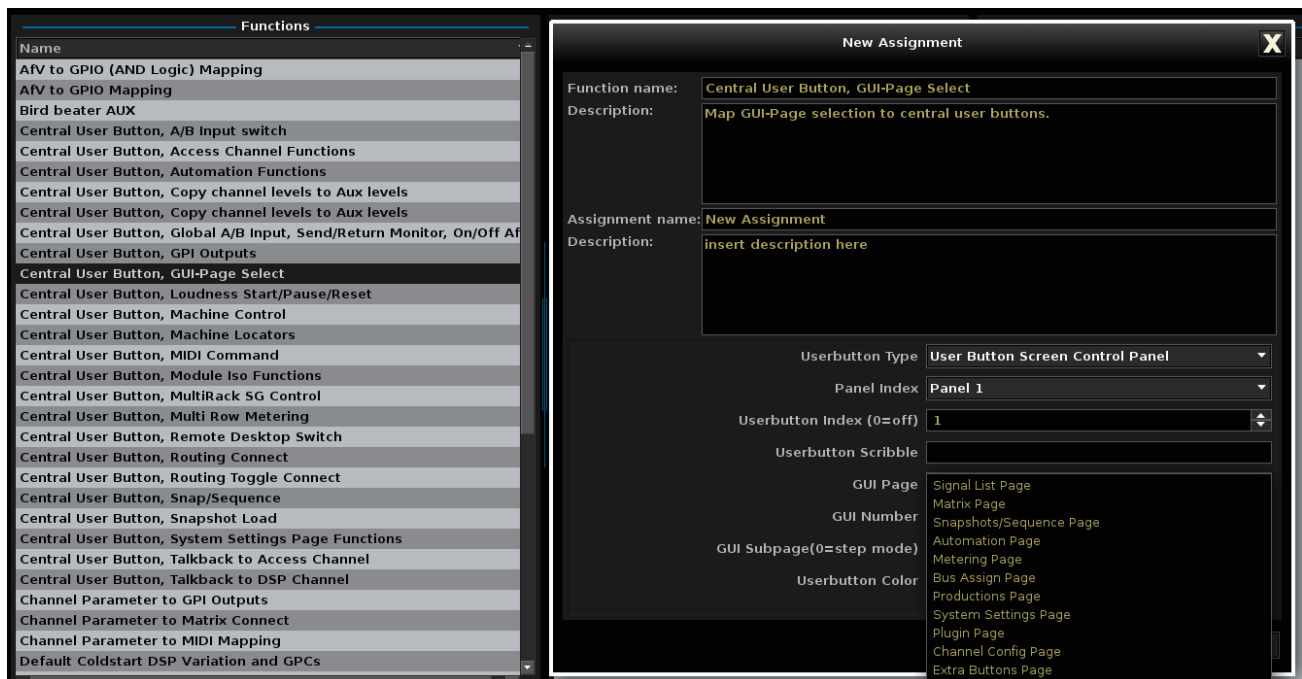 Functions
Name
AfV to GPIO (AND Logic) Mapping
AfV to GPIO Mapping
Bird beater AUX
Central User Button, A/B Input switch
Central User Button, Access Channel Functions
Central User Button, Automation Functions
Central User Button, Copy channel levels to Aux levels
Central User Button, Copy channel levels to Aux levels
Central User Button, Global A/B Input, Send/Return Monitor, On/Off Af
Central User Button, GPI Outputs
Central User Button, GUI-Page Select
Central User Button, Loudness Start/Pause/Reset
Central User Button, Machine Control
Central User Button, Machine Locators
Central User Button, MIDI Command
Central User Button, Module Iso Functions
Central User Button, MultiRack SG Control
Central User Button, Multi Row Metering
Central User Button, Remote Desktop Switch
Central User Button, Routing Connect
Central User Button, Routing Toggle Connect
Central User Button, Snap/Sequence
Central User Button, Snapshot Load
Central User Button, System Settings Page Functions
Central User Button, Talkback to Access Channel
Central User Button, Talkback to DSP Channel
Channel Parameter to GPI Outputs
Channel Parameter to Matrix Connect
Channel Parameter to MIDI Mapping
Default Coldstart DSP Variation and GPCs
New Assignment
X
Function name: Central User Button, GUI-Page Select
Description: Map GUI-Page selection to central user buttons.
Assignment name: New Assignment
Description: insert description here
Userbutton Type User Button Screen Control Panel
Panel Index Panel 1
Userbutton Index (0=off) 1
Userbutton Scribble
GUI Page
GUI Number
GUI Subpage(0=step mode)
Userbutton Color
Signal List Page
Matrix Page
Snapshots/Sequence Page
Automation Page
Metering Page
Bus Assign Page
Productions Page
System Settings Page
Plugin Page
Channel Config Page
Extra Buttons Page